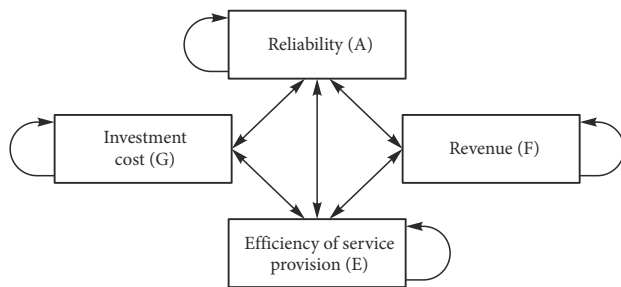 Reliability (A)
Investment
cost (G)
Revenue (F)
Efficiency of service
provision (E)